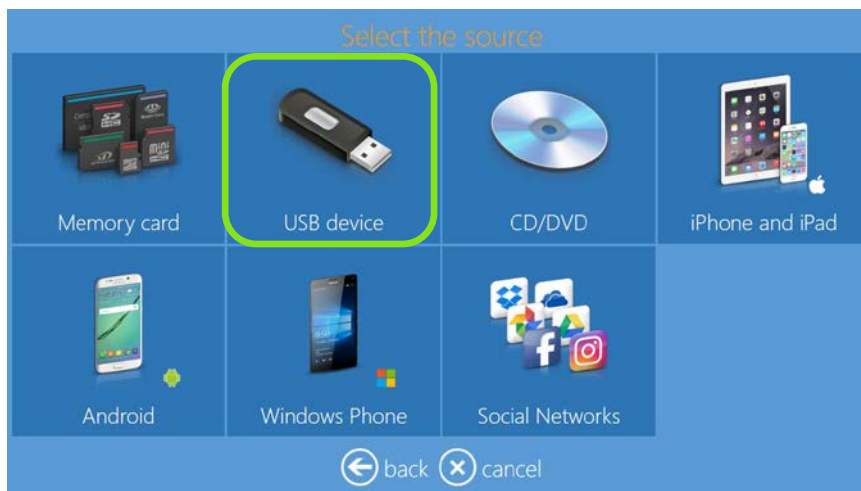 Select the source
Memory card
USB device
CD/DVD
iPhone and iPad
Android
Windows Phone
Social Networks
back cancel